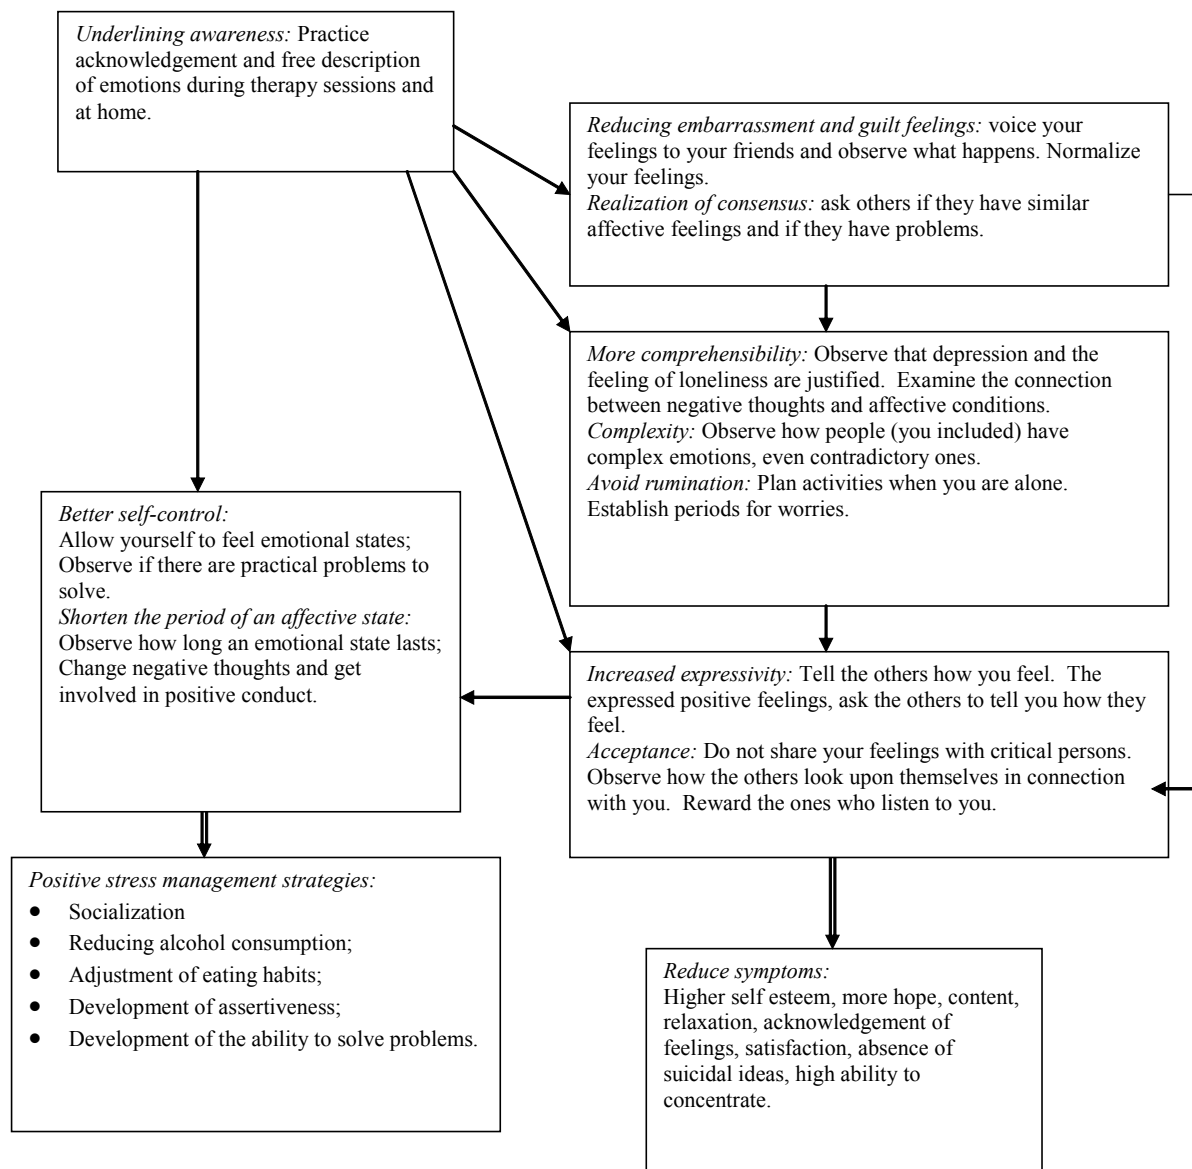 Underlining awareness: Practice
acknowledgement and free description
of emotions during therapy sessions and
at home.
Reducing embarrassment and guilt feelings: voice your
feelings to your friends and observe what happens. Normalize
your feelings.
Realization of consensus: ask others if they have similar
affective feelings and if they have problems.
More comprehensibility: Observe that depression and the
feeling of loneliness are justified.  Examine the connection
between negative thoughts and affective conditions.
Complexity: Observe how people (you included) have
complex emotions, even contradictory ones.
Avoid rumination: Plan activities when you are alone.
Establish periods for worries.
Better self-control:
Allow yourself to feel emotional states;
Observe if there are practical problems to
solve.
Shorten the period of an affective state:
Observe how long an emotional state lasts;
Change negative thoughts and get
involved in positive conduct.
Increased expressivity: Tell the others how you feel.  The
expressed positive feelings, ask the others to tell you how they
feel.
Acceptance: Do not share your feelings with critical persons.
Observe how the others look upon themselves in connection
with you.  Reward the ones who listen to you.
Positive stress management strategies:
• Socialization
• Reducing alcohol consumption;
• Adjustment of eating habits;
• Development of assertiveness;
• Development of the ability to solve problems.
Reduce symptoms:
Higher self esteem, more hope, content,
relaxation, acknowledgement of
feelings, satisfaction, absence of
suicidal ideas, high ability to
concentrate.